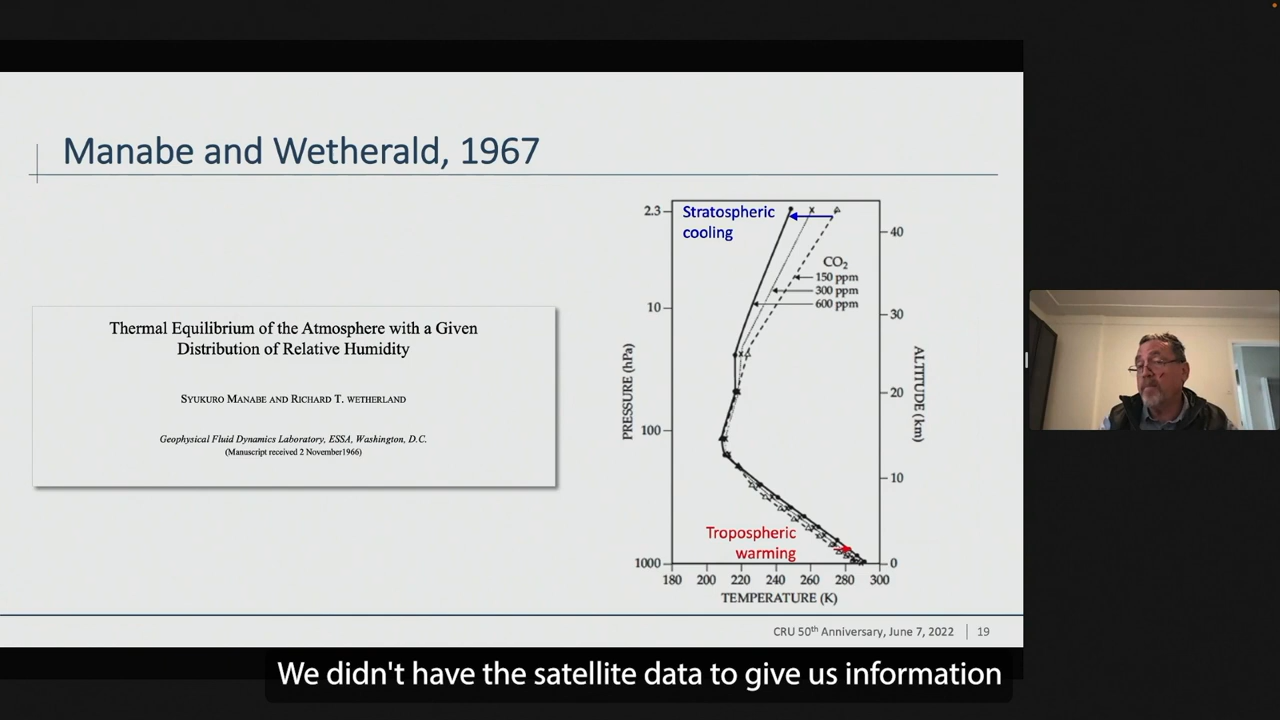 Manabe and Wetherald, 1967
Thermal Equilibrium of the Atmosphere with a Given
Distribution of Relative Humidity
SYUKURO MANABE AND RICHARD T. WETHERLAND
Geophysical Fluid Dynamics Laboratory, ESSA, Washington, D.C.
(Manuscript received 2 November1966)
Stratospheric
cooling
CO2
150 ppm
300 ppm
600 ppm
Tropospheric
warming
2.3
10
100
1000
PRESSURE (hPa)
40
30
20
10
0
ALTITUDE (km)
180 200 220 240 260 280 300
TEMPERATURE (K)
CRU 50th Anniversary, June 7, 2022 | 19
We didn't have the satellite data to give us information